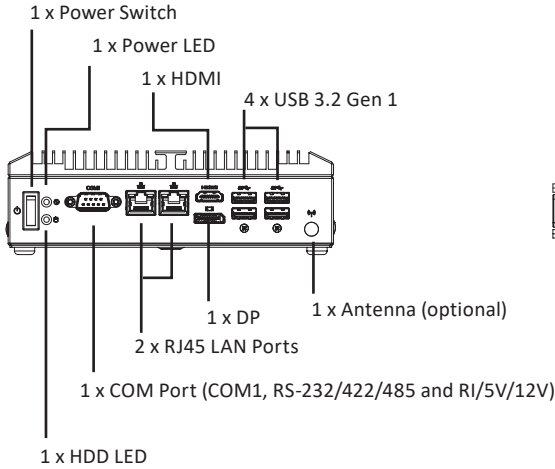 1 x Power Switch
1 x Power LED
1 x HDMI
4 x USB 3.2 Gen 1
COM1
HDMI
1 x DP
1 x Antenna (optional)
2 x RJ45 LAN Ports
1 x COM Port (COM1, RS-232/422/485 and RI/5V/12V)
1 x HDD LED